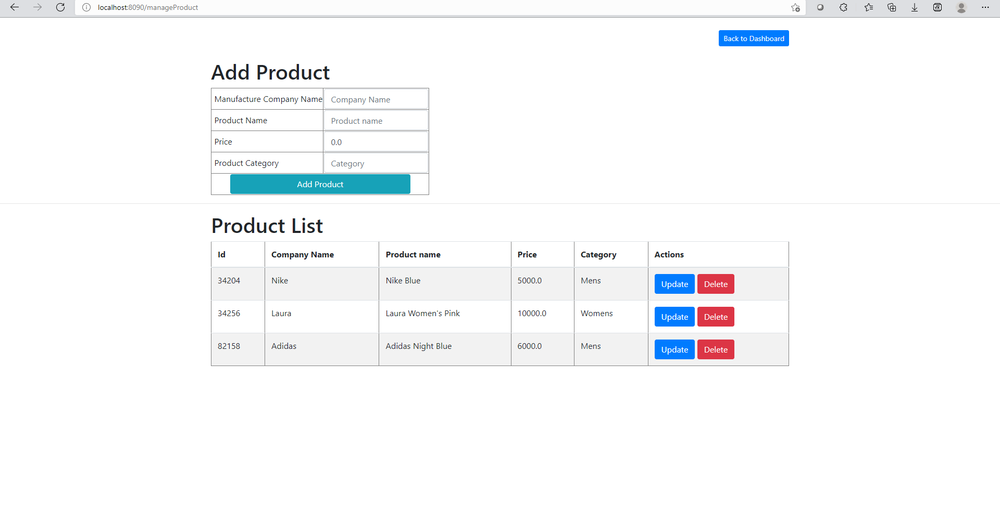 localhost:8090/manageProduct
Back to Dashboard
Add Product
Manufacture Company Name Company Name
Product Name Product name
Price 0.0
Product Category Category
Add Product
Product List
Id Company Name Product name Price Category Actions
34204 Nike Nike Blue 5000.0 Mens Update Delete
34256 Laura Laura Women's Pink 10000.0 Womens Update Delete
82158 Adidas Adidas Night Blue 6000.0 Mens Update Delete